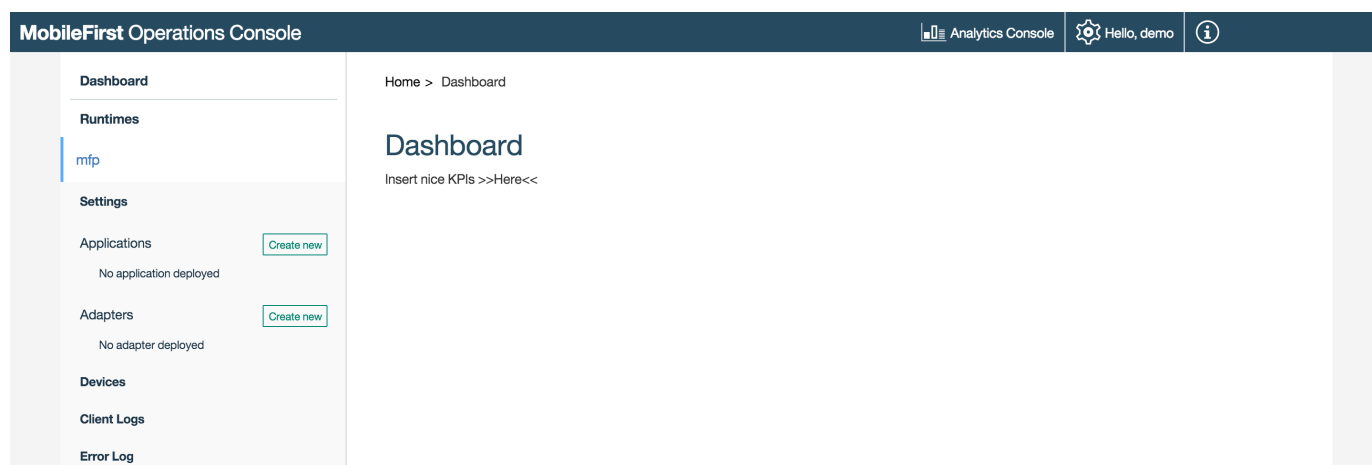 MobileFirst Operations Console
Analytics Console
Hello, demo
Dashboard
Runtimes
mfp
Settings
Applications
Create new
No application deployed
Adapters
Create new
No adapter deployed
Devices
Client Logs
Error Log
Home > Dashboard
Dashboard
Insert nice KPIs >>Here<<